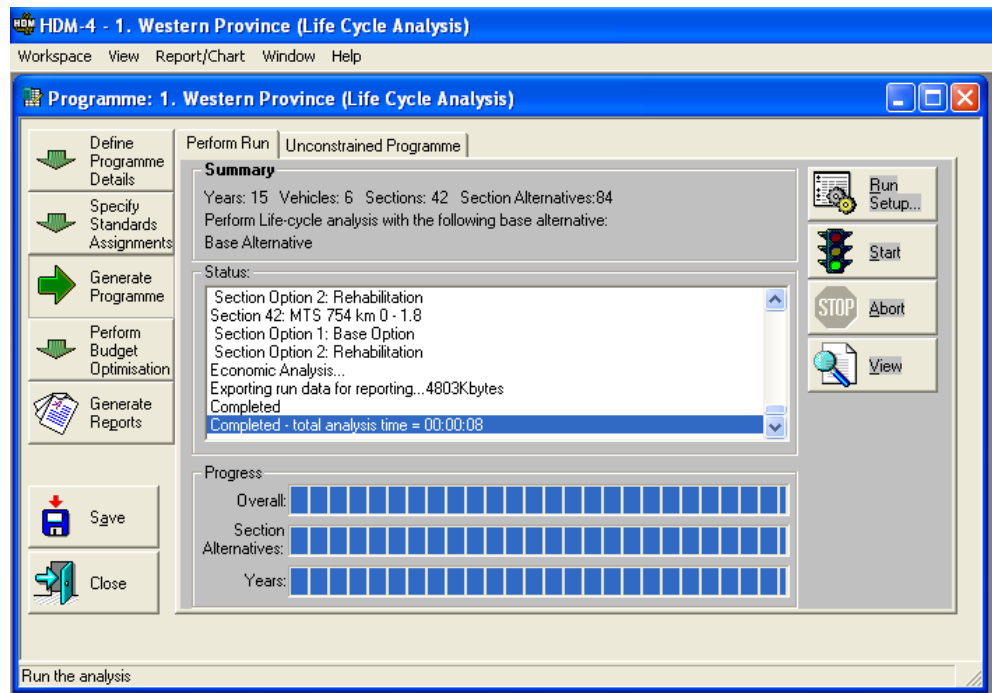 HDM-4 - 1. Western Province (Life Cycle Analysis)
Workspace View Report/Chart Window Help
Programme: 1. Western Province (Life Cycle Analysis)
Define
Programme
Details
Specify
Standards
Assignments
Generate
Programme
Perform
Budget
Optimisation
Generate
Reports
Save
Close
Perform Run
Unconstrained Programme
Summary
Years: 15 Vehicles: 6 Sections: 42 Section Alternatives:84
Perform Life-cycle analysis with the following base alternative:
Base Alternative
Status:
Section Option 2: Rehabilitation
Section 42: MTS 754 km 0 - 1.8
Section Option 1: Base Option
Section Option 2: Rehabilitation
Economic Analysis...
Exporting run data for reporting...4803Kbytes
Completed
Completed - total analysis time = 00:00:08
Progress
Overall:
Section
Alternatives:
Years:
Run
Setup...
Start
STOP Abort
View
Run the analysis